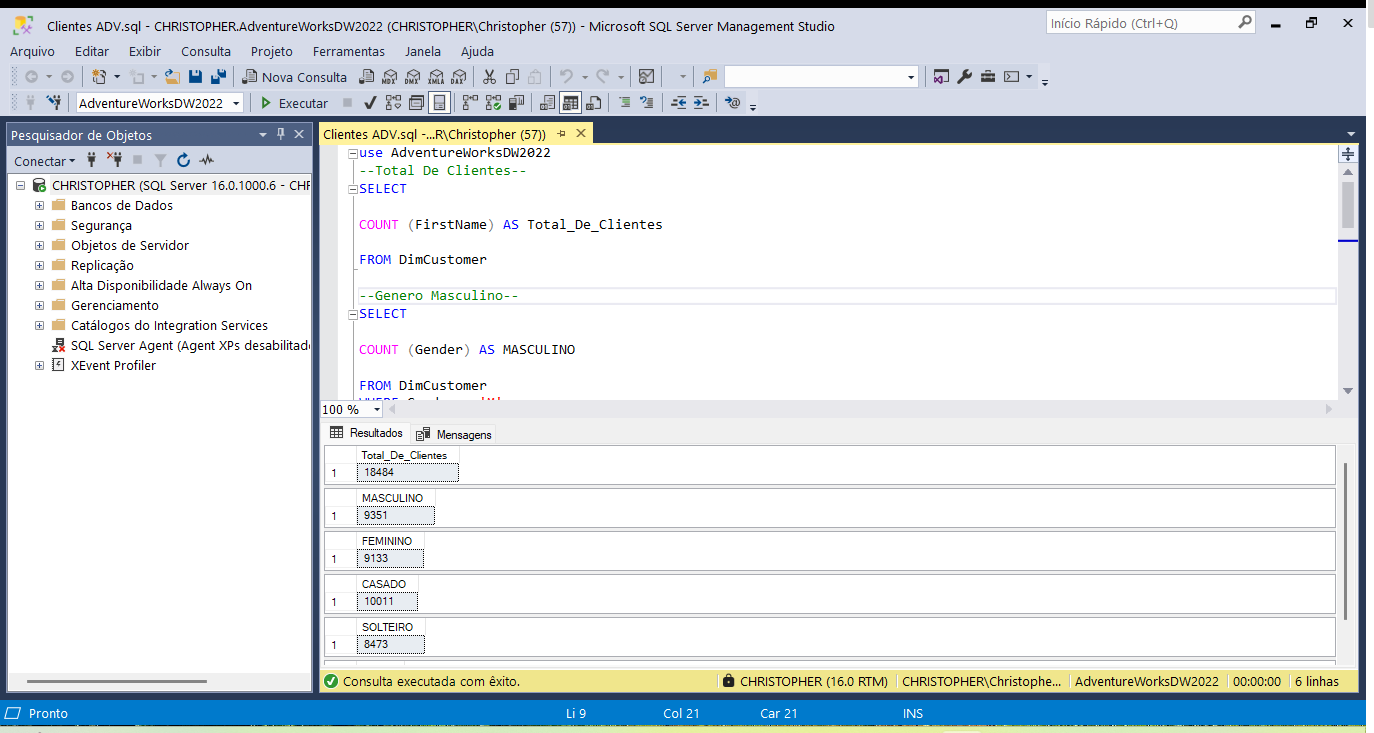 Clientes ADV.sql - CHRISTOPHER.AdventureWorksDW2022 (CHRISTOPHER\Christopher (57)) - Microsoft SQL Server Management Studio
Início Rápido (Ctrl+Q)
Arquivo Editar Exibir Consulta Projeto Ferramentas Janela Ajuda
Nova Consulta MDX DMX XMLA DAX
AdventureWorksDW2022 Executar
Pesquisador de Objetos
Conectar
CHRISTOPHER (SQL Server 16.0.1000.6 - CHR
Bancos de Dados
Segurança
Objetos de Servidor
Replicação
Alta Disponibilidade Always On
Gerenciamento
Catálogos do Integration Services
SQL Server Agent (Agent XPs desabilitado
XEvent Profiler
Clientes ADV.sql -...R\Christopher (57))
use AdventureWorksDW2022
--Total De Clientes--
SELECT
COUNT (FirstName) AS Total_De_Clientes
FROM DimCustomer
--Genero Masculino--
SELECT
COUNT (Gender) AS MASCULINO
FROM DimCustomer
100 %
Resultados Mensagens
Total_De_Clientes
1 18484
MASCULINO
1 9351
FEMININO
1 9133
CASADO
1 10011
SOLTEIRO
1 8473
Consulta executada com êxito.
CHRISTOPHER (16.0 RTM) CHRISTOPHER\Christophe... AdventureWorksDW2022 00:00:00 6 linhas
Pronto Li 9 Col 21 Car 21 INS